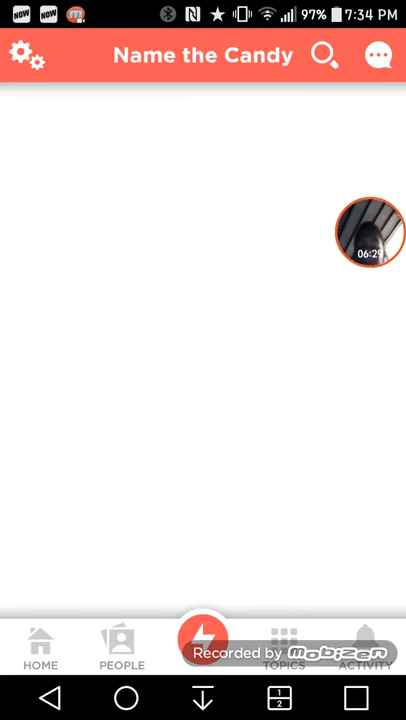 NOW NOW 97% 7:34 PM
Name the Candy
06:29
HOME PEOPLE TOPICS ACTIVITY
Recorded by mobizen
1
2